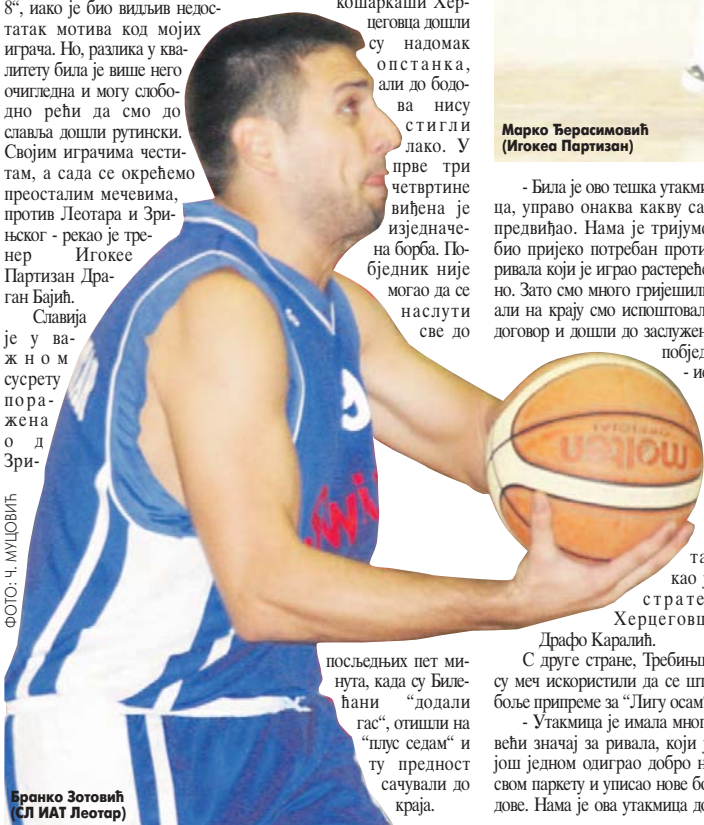 8“, иако је био видљив недос-
татак мотива код мојих
играча. Но, разлика у ква-
литету била је више него
очигледна и могу слобо-
дно рећи да смо до
славља дошли рутински.
Својим играчима чести-
там, а сада се окрећемо
преосталим мечевима,
против Леотара и Зри-
њског - рекао је тре-
нер Игокее
Партизан Дра-
ган Бајић.
Славија
је у ва-
жном
сусрету
пора-
жена
од
Зри-
ФОТО: Ч. МУЦОВИЋ
Бранко Зотовић
(СЛ ИАТ Леотар)
кошаркаши Хер-
цеговца дошли
су надомак
опстанка,
али до бодо-
ва нису
стигли
лако. У
прве три
четвртине
виђена је
изједначе-
на борба. По-
бједник није
могао да се
наслути
све до
посљедњих пет ми-
нута, када су Биле-
ћани “додали
гас“, отишли на
“плус седам“ и
ту предност
сачували до
краја.
Марко Ђерасимовић
(Игокеа Партизан)
- Била је ово тешка утакми
ца, управо онаква какву са
предвиђао. Нама је тријумф
био пријеко потребан проти
ривала који је играо растереће
но. Зато смо много гријешили
али на крају смо испоштовал
договор и дошли до заслужен
побјед
- ис
та
као ј
страте
Херцеговц
Драфо Каралић.
С друге стране, Требињц
су меч искористили да се шт
боље припреме за “Лигу осам“
- Утакмица је имала мног
већи значај за ривала, који ј
још једном одиграо добро н
свом паркету и уписао нове бо
дове. Нама је ова утакмица до
molten
OFFICIAL